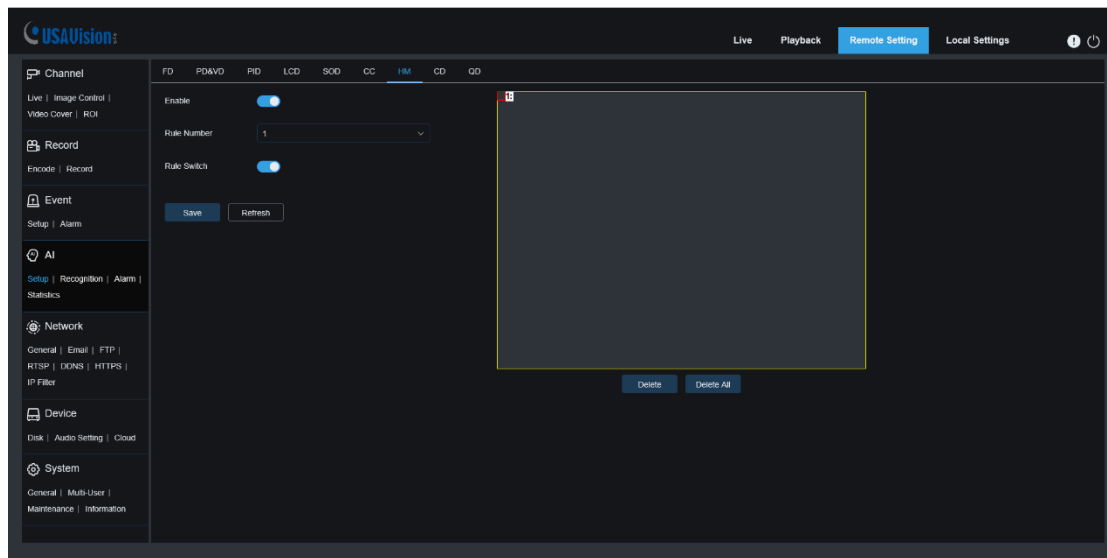 USAVision
Live Playback Remote Setting Local Settings
Channel
Live | Image Control |
Video Cover | ROI
Record
Encode | Record
Event
Setup | Alarm
AI
Setup | Recognition | Alarm |
Statistics
Network
General | Email | FTP |
RTSP | DDNS | HTTPS |
IP Filter
Device
Disk | Audio Setting | Cloud
System
General | Multi-User |
Maintenance | Information
FD PD&VD PID LCD SOD CC HM CD QD
Enable
Rule Number 1
Rule Switch
Save Refresh
1:
Delete Delete All